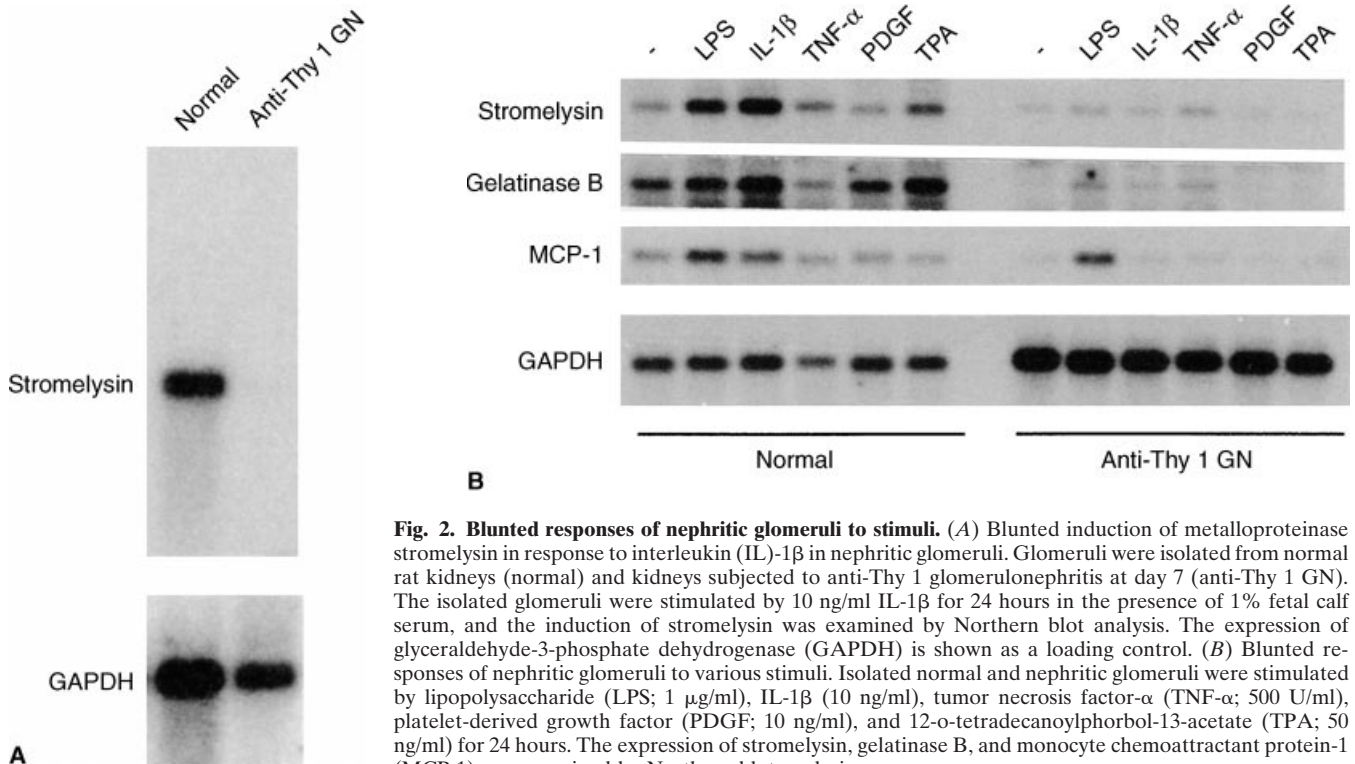 Normal
Anti-Thy 1 GN
Stromelysin
GAPDH
A
- LPS IL-1β TNF-α PDGF TPA - LPS IL-1β TNF-α PDGF TPA
Stromelysin
Gelatinase B
MCP-1
GAPDH
Normal Anti-Thy 1 GN
B
Fig. 2. Blunted responses of nephritic glomeruli to stimuli. (A) Blunted induction of metalloproteinase
stromelysin in response to interleukin (IL)-1β in nephritic glomeruli. Glomeruli were isolated from normal
rat kidneys (normal) and kidneys subjected to anti-Thy 1 glomerulonephritis at day 7 (anti-Thy 1 GN).
The isolated glomeruli were stimulated by 10 ng/ml IL-1β for 24 hours in the presence of 1% fetal calf
serum, and the induction of stromelysin was examined by Northern blot analysis. The expression of
glyceraldehyde-3-phosphate dehydrogenase (GAPDH) is shown as a loading control. (B) Blunted re-
sponses of nephritic glomeruli to various stimuli. Isolated normal and nephritic glomeruli were stimulated
by lipopolysaccharide (LPS; 1 μg/ml), IL-1β (10 ng/ml), tumor necrosis factor-α (TNF-α; 500 U/ml),
platelet-derived growth factor (PDGF; 10 ng/ml), and 12-o-tetradecanoylphorbol-13-acetate (TPA; 50
ng/ml) for 24 hours. The expression of stromelysin, gelatinase B, and monocyte chemoattractant protein-1